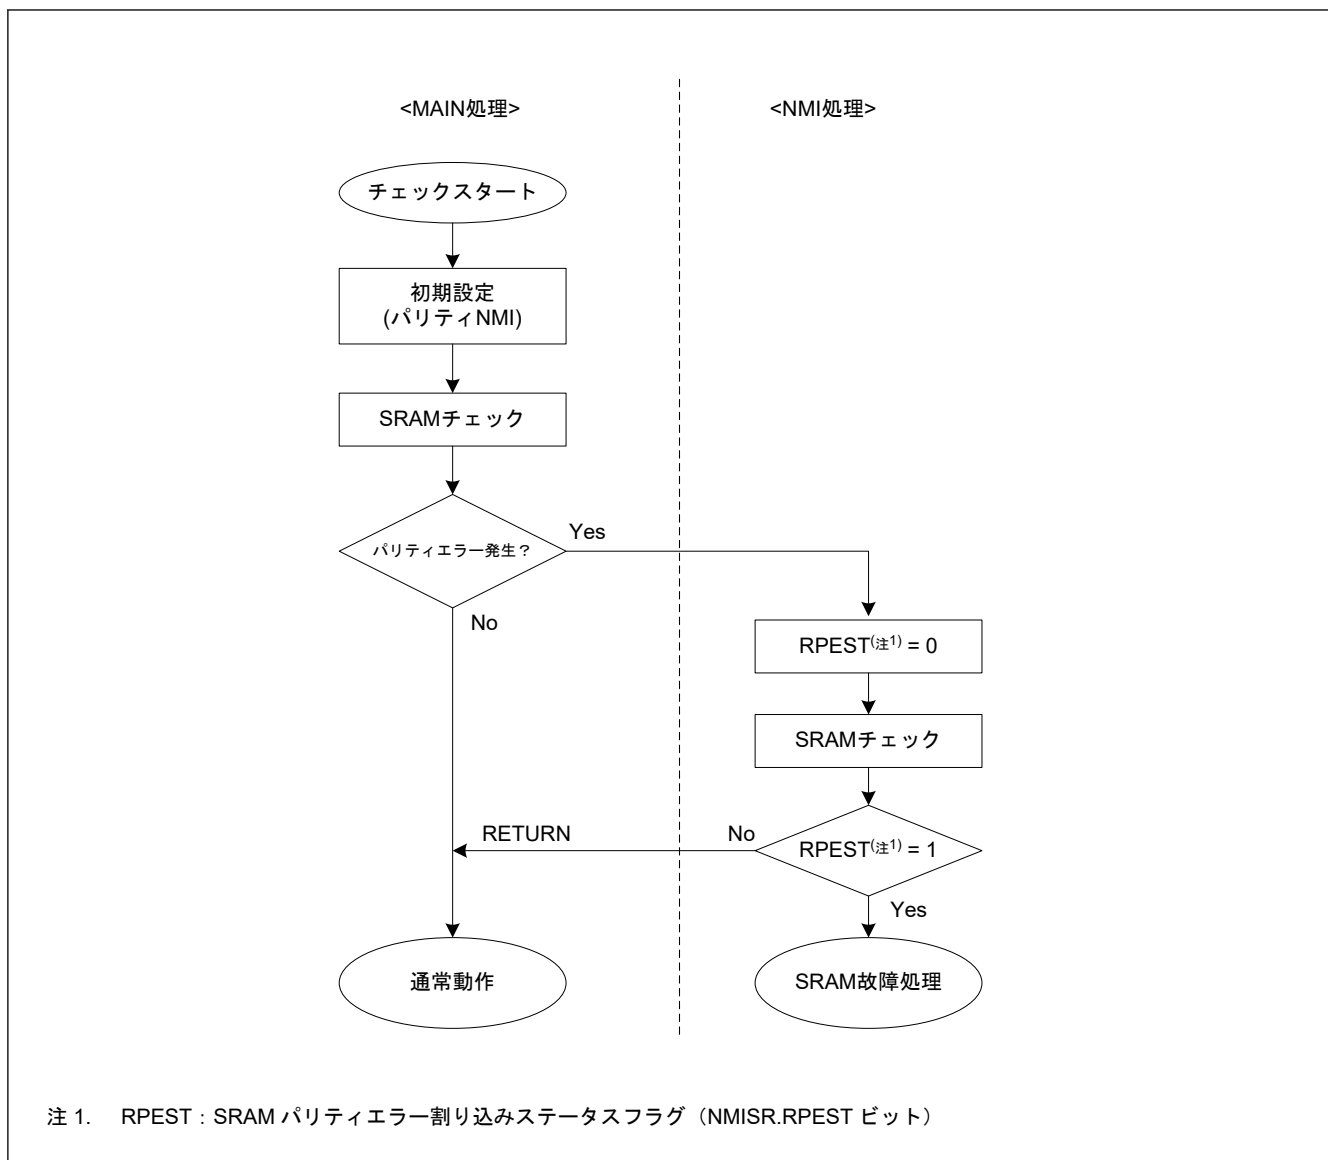 <MAIN処理>
<NMI処理>
チェックスタート
初期設定
(パリティNMI)
SRAMチェック
パリティエラー発生？
Yes
No
RPEST(注1) = 0
SRAMチェック
RPEST(注1) = 1
No
RETURN
Yes
通常動作
SRAM故障処理
注 1. RPEST：SRAM パリティエラー割り込みステータスフラグ（NMISR.RPEST ビット）